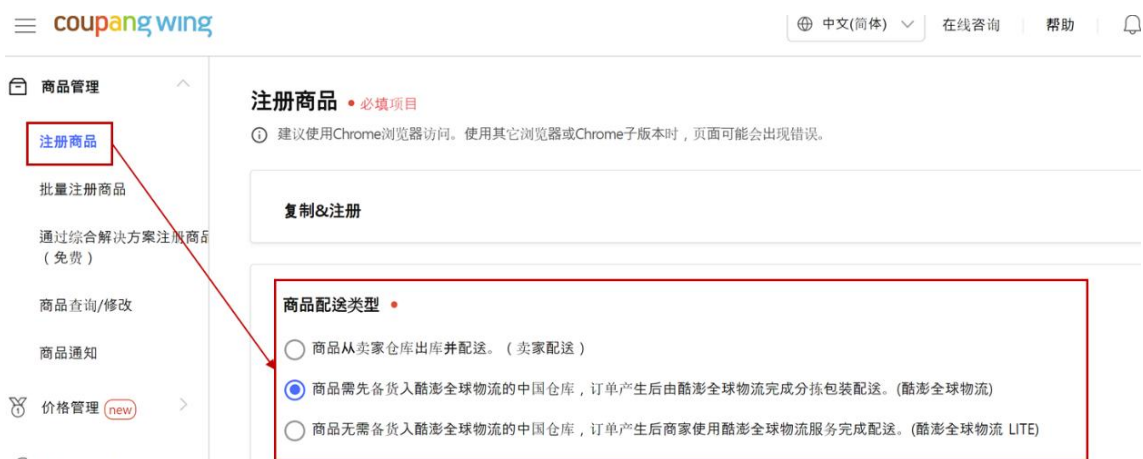 coupang wing
中文(简体)
在线咨询
帮助
商品管理
注册商品
批量注册商品
通过综合解决方案注册商品
（免费）
商品查询/修改
商品通知
价格管理 new
注册商品 • 必填项目
建议使用Chrome浏览器访问。使用其它浏览器或Chrome子版本时，页面可能会出现错误。
复制&注册
商品配送类型 •
商品从卖家仓库出库并配送。（卖家配送）
商品需先备货入酷澎全球物流的中国仓库，订单产生后由酷澎全球物流完成分拣包装配送。(酷澎全球物流)
商品无需备货入酷澎全球物流的中国仓库，订单产生后商家使用酷澎全球物流服务完成配送。(酷澎全球物流 LITE)